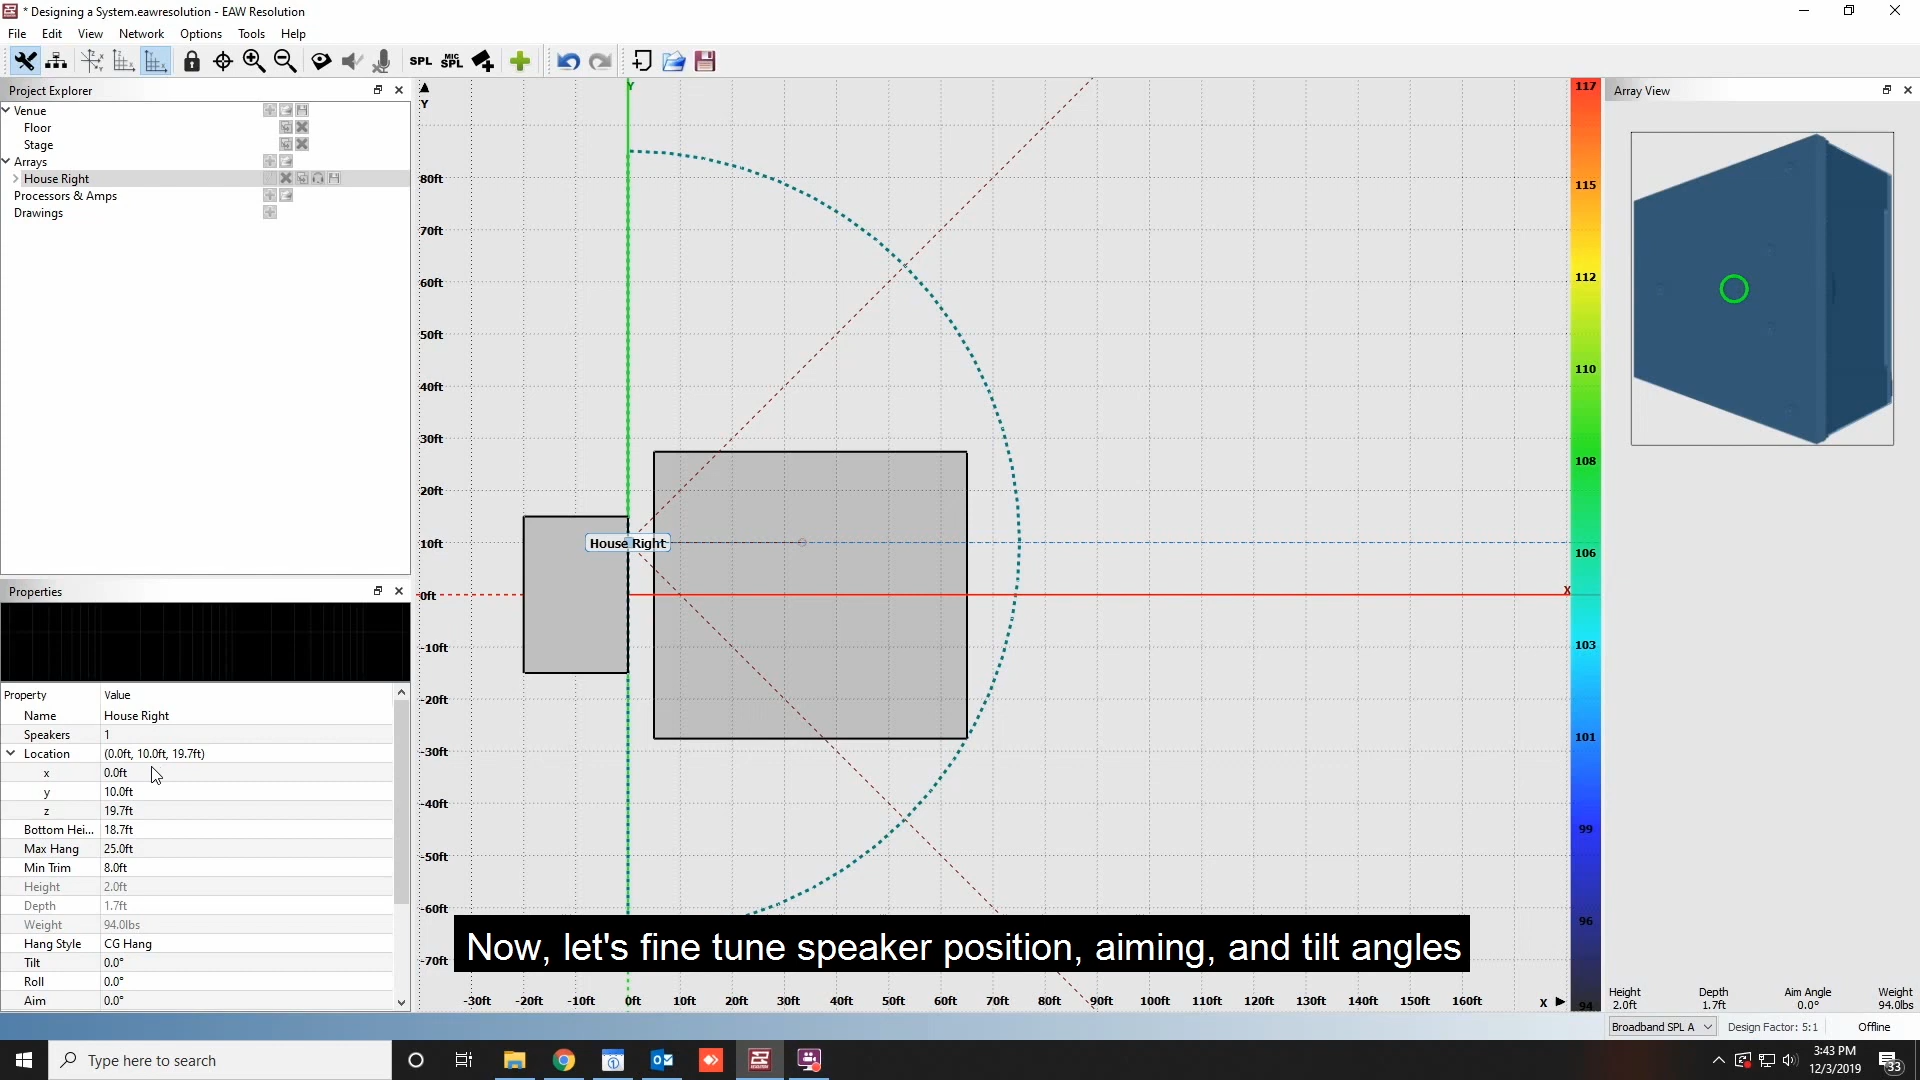 * Designing a System.eawresolution - EAW Resolution
File Edit View Network Options Tools Help
SPL MIC SPL
Project Explorer
Venue
Floor
Stage
Arrays
House Right
Processors & Amps
Drawings
Properties
Property Value
Name House Right
Speakers 1
Location (0.0ft, 10.0ft, 19.7ft)
x 0.0ft
y 10.0ft
z 19.7ft
Bottom Hei... 18.7ft
Max Hang 25.0ft
Min Trim 8.0ft
Height 2.0ft
Depth 1.7ft
Weight 94.0lbs
Hang Style CG Hang
Tilt 0.0°
Roll 0.0°
Aim 0.0°
Y
Y
80ft
70ft
60ft
50ft
40ft
30ft
20ft
10ft
0ft
-10ft
-20ft
-30ft
-40ft
-50ft
-60ft
-70ft
House Right
X
-30ft -20ft -10ft 0ft 10ft 20ft 30ft 40ft 50ft 60ft 70ft 80ft 90ft 100ft 110ft 120ft 130ft 140ft 150ft 160ft X
Now, let's fine tune speaker position, aiming, and tilt angles
117
115
112
110
108
106
103
101
99
96
94
Array View
Height Depth Aim Angle Weight
2.0ft 1.7ft 0.0° 94.0lbs
Broadband SPL A Design Factor: 5:1 Offline
Type here to search
3:43 PM
12/3/2019
33